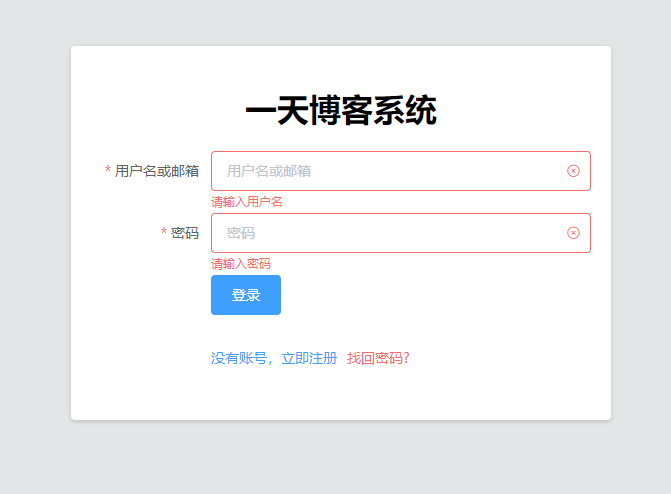 一天博客系统
* 用户名或邮箱 用户名或邮箱
请输入用户名
* 密码 密码
请输入密码
登录
没有账号，立即注册 找回密码?